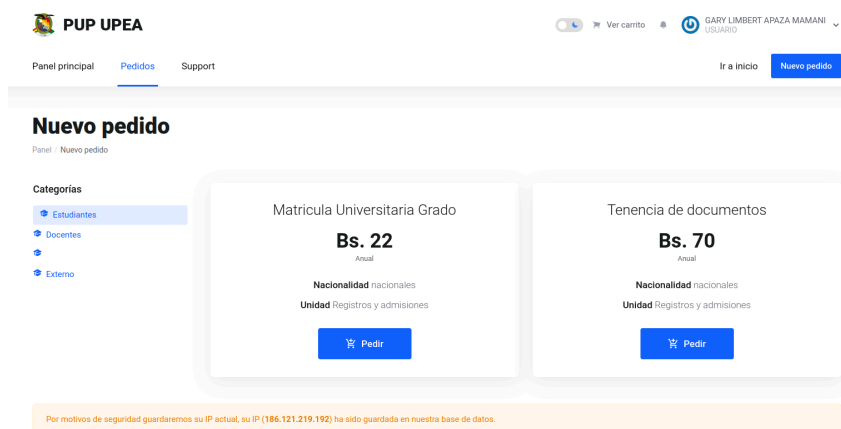 PUP UPEA
Ver carrito
GARY LIMBERT APAZA MAMANI
USUARIO
Panel principal Pedidos Support Ir a inicio Nuevo pedido
Nuevo pedido
Panel / Nuevo pedido
Categorías
Estudiantes
Docentes
Externo
Matricula Universitaria Grado
Bs. 22
Anual
Nacionalidad nacionales
Unidad Registros y admisiones
Pedir
Tenencia de documentos
Bs. 70
Anual
Nacionalidad nacionales
Unidad Registros y admisiones
Pedir
Por motivos de seguridad guardaremos su IP actual, su IP (186.121.219.192) ha sido guardada en nuestra base de datos.